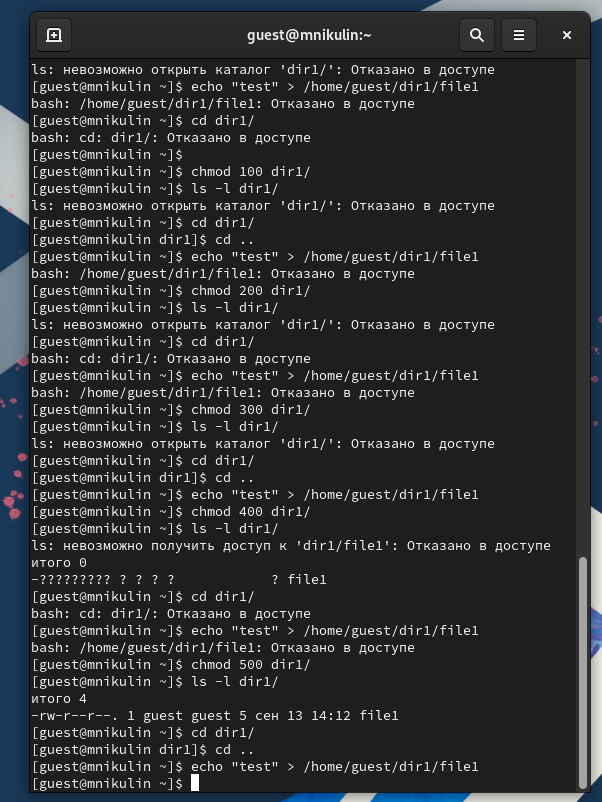 guest@mnikulin:~
ls: невозможно открыть каталог 'dir1/': Отказано в доступе
[guest@mnikulin ~]$ echo "test" > /home/guest/dir1/file1
bash: /home/guest/dir1/file1: Отказано в доступе
[guest@mnikulin ~]$ cd dir1/
bash: cd: dir1/: Отказано в доступе
[guest@mnikulin ~]$
[guest@mnikulin ~]$ chmod 100 dir1/
[guest@mnikulin ~]$ ls -l dir1/
ls: невозможно открыть каталог 'dir1/': Отказано в доступе
[guest@mnikulin ~]$ cd dir1/
[guest@mnikulin dir1]$ cd ..
[guest@mnikulin ~]$ echo "test" > /home/guest/dir1/file1
bash: /home/guest/dir1/file1: Отказано в доступе
[guest@mnikulin ~]$ chmod 200 dir1/
[guest@mnikulin ~]$ ls -l dir1/
ls: невозможно открыть каталог 'dir1/': Отказано в доступе
[guest@mnikulin ~]$ cd dir1/
bash: cd: dir1/: Отказано в доступе
[guest@mnikulin ~]$ echo "test" > /home/guest/dir1/file1
bash: /home/guest/dir1/file1: Отказано в доступе
[guest@mnikulin ~]$ chmod 300 dir1/
[guest@mnikulin ~]$ ls -l dir1/
ls: невозможно открыть каталог 'dir1/': Отказано в доступе
[guest@mnikulin ~]$ cd dir1/
[guest@mnikulin dir1]$ cd ..
[guest@mnikulin ~]$ echo "test" > /home/guest/dir1/file1
[guest@mnikulin ~]$ chmod 400 dir1/
[guest@mnikulin ~]$ ls -l dir1/
ls: невозможно получить доступ к 'dir1/file1': Отказано в доступе
итого 0
-????????? ? ? ? ?            ? file1
[guest@mnikulin ~]$ cd dir1/
bash: cd: dir1/: Отказано в доступе
[guest@mnikulin ~]$ echo "test" > /home/guest/dir1/file1
bash: /home/guest/dir1/file1: Отказано в доступе
[guest@mnikulin ~]$ chmod 500 dir1/
[guest@mnikulin ~]$ ls -l dir1/
итого 4
-rw-r--r--. 1 guest guest 5 сен 13 14:12 file1
[guest@mnikulin ~]$ cd dir1/
[guest@mnikulin dir1]$ cd ..
[guest@mnikulin ~]$ echo "test" > /home/guest/dir1/file1
[guest@mnikulin ~]$